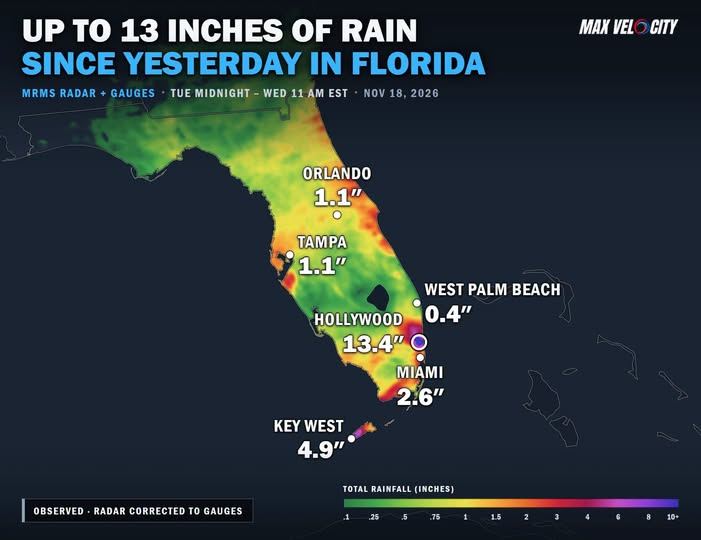 UP TO 13 INCHES OF RAIN
SINCE YESTERDAY IN FLORIDA
MRMS RADAR + GAUGES · TUE MIDNIGHT – WED 11 AM EST · NOV 18, 2026
MAX VELOCITY
ORLANDO
1.1″
TAMPA
1.1″
WEST PALM BEACH
0.4″
HOLLYWOOD
13.4″
MIAMI
2.6″
KEY WEST
4.9″
TOTAL RAINFALL (INCHES)
.1 .25 .5 .75 1 1.5 2 3 4 6 8 10+
OBSERVED · RADAR CORRECTED TO GAUGES